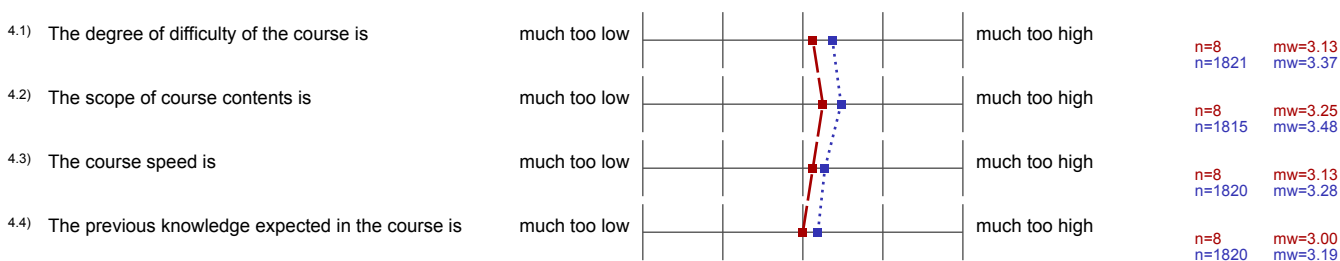 4.1) The degree of difficulty of the course is much too low much too high
n=8 mw=3.13
n=1821 mw=3.37
4.2) The scope of course contents is much too low much too high
n=8 mw=3.25
n=1815 mw=3.48
4.3) The course speed is much too low much too high
n=8 mw=3.13
n=1820 mw=3.28
4.4) The previous knowledge expected in the course is much too low much too high
n=8 mw=3.00
n=1820 mw=3.19